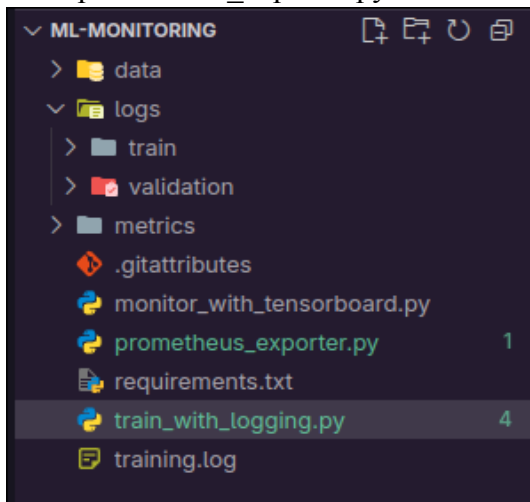 ML-MONITORING
data
logs
train
validation
metrics
.gitattributes
monitor_with_tensorboard.py
prometheus_exporter.py 1
requirements.txt
train_with_logging.py 4
training.log